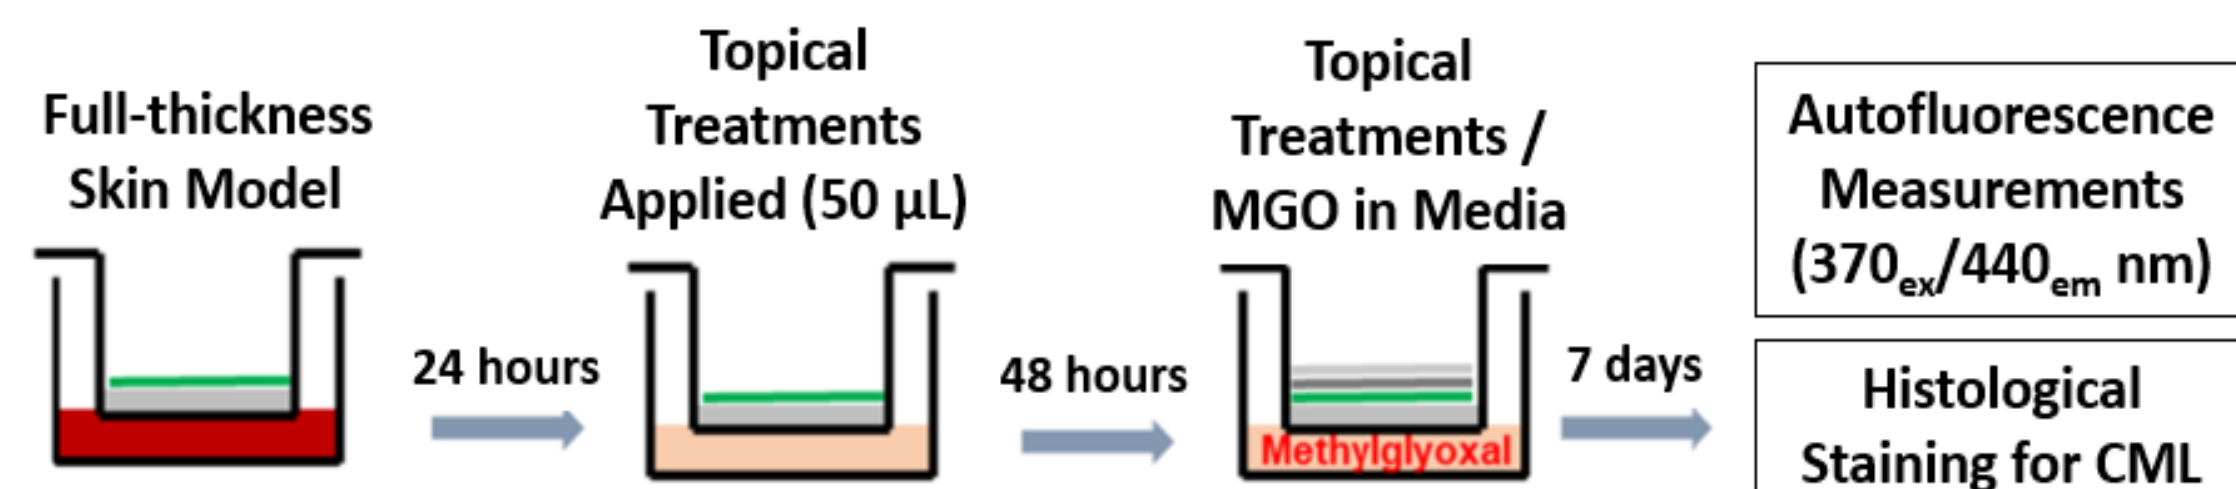 Full-thickness
Skin Model
24 hours
Topical
Treatments
Applied (50 µL)
48 hours
Topical
Treatments /
MGO in Media
Methylglyoxal
7 days
Autofluorescence
Measurements
(370ex/440em nm)
Histological
Staining for CML